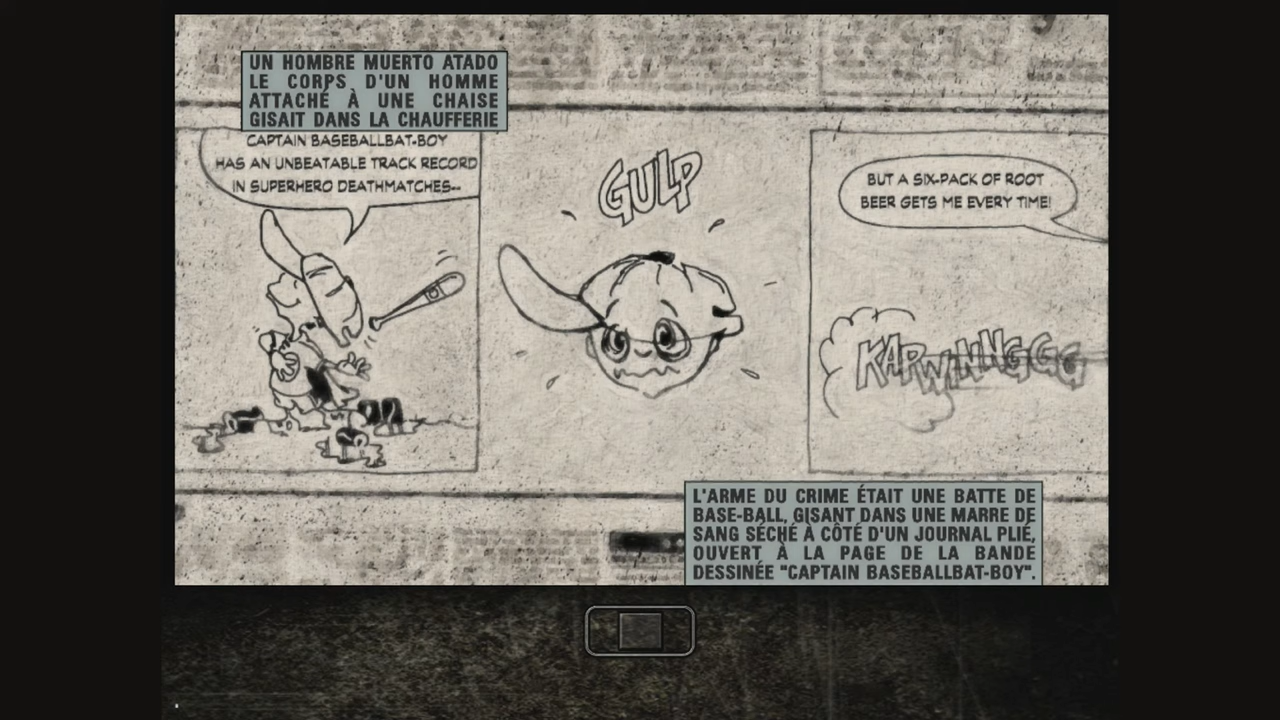 UN HOMBRE MUERTO ATADO
LE CORPS D'UN HOMME
ATTACHÉ À UNE CHAISE
GISAIT DANS LA CHAUFFERIE
CAPTAIN BASEBALLBAT-BOY
HAS AN UNBEATABLE TRACK RECORD
IN SUPERHERO DEATHMATCHES--
GULP
BUT A SIX-PACK OF ROOT
BEER GETS ME EVERY TIME!
KAPWINNGGG
L'ARME DU CRIME ÉTAIT UNE BATTE DE
BASE-BALL, GISANT DANS UNE MARRE DE
SANG SÉCHÉ À CÔTÉ D'UN JOURNAL PLIÉ,
OUVERT À LA PAGE DE LA BANDE
DESSINÉE "CAPTAIN BASEBALLBAT-BOY".